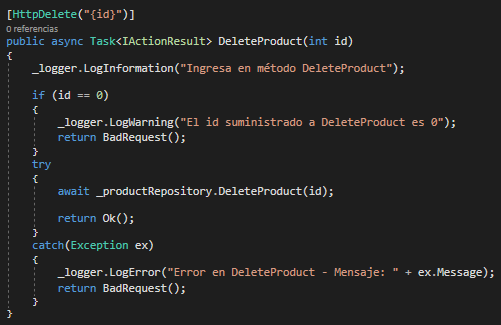 [HttpDelete("{id}")]
0 referencias
public async Task<IActionResult> DeleteProduct(int id)
{
_logger.LogInformation("Ingresa en método DeleteProduct");
if (id == 0)
{
_logger.LogWarning("El id suministrado a DeleteProduct es 0");
return BadRequest();
}
try
{
await _productRepository.DeleteProduct(id);
return Ok();
}
catch(Exception ex)
{
_logger.LogError("Error en DeleteProduct - Mensaje: " + ex.Message);
return BadRequest();
}
}